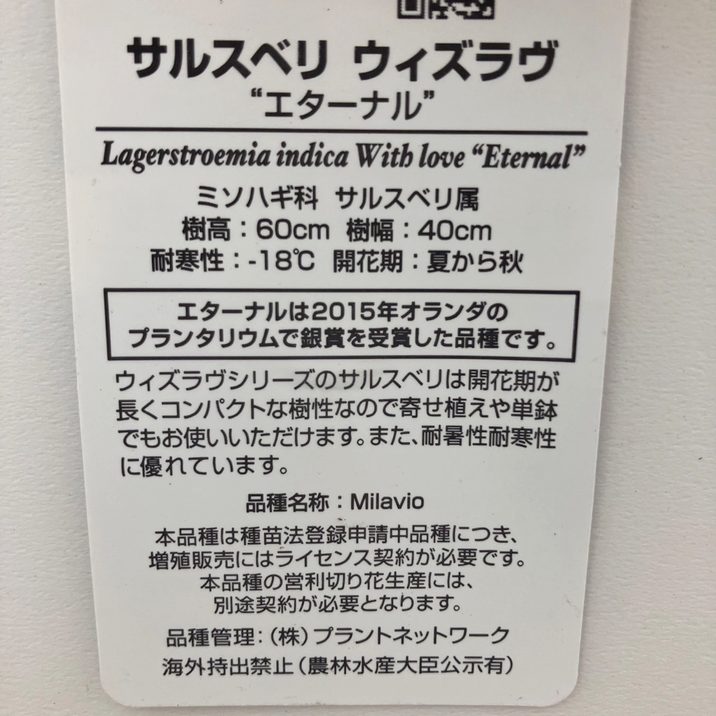 サルスベリ ウィズラヴ
“エターナル”
Lagerstroemia indica With love “Eternal”
ミソハギ科 サルスベリ属
樹高：60cm 樹幅：40cm
耐寒性：-18℃ 開花期：夏から秋
エターナルは2015年オランダの
プランタリウムで銀賞を受賞した品種です。
ウィズラヴシリーズのサルスベリは開花期が
長くコンパクトな樹性なので寄せ植えや単鉢
でもお使いいただけます。また、耐暑性耐寒性
に優れています。
品種名称：Milavio
本品種は種苗法登録申請中品種につき、
増殖販売にはライセンス契約が必要です。
本品種の営利切り花生産には、
別途契約が必要となります。
品種管理：（株）プラントネットワーク
海外持出禁止（農林水産大臣公示有）